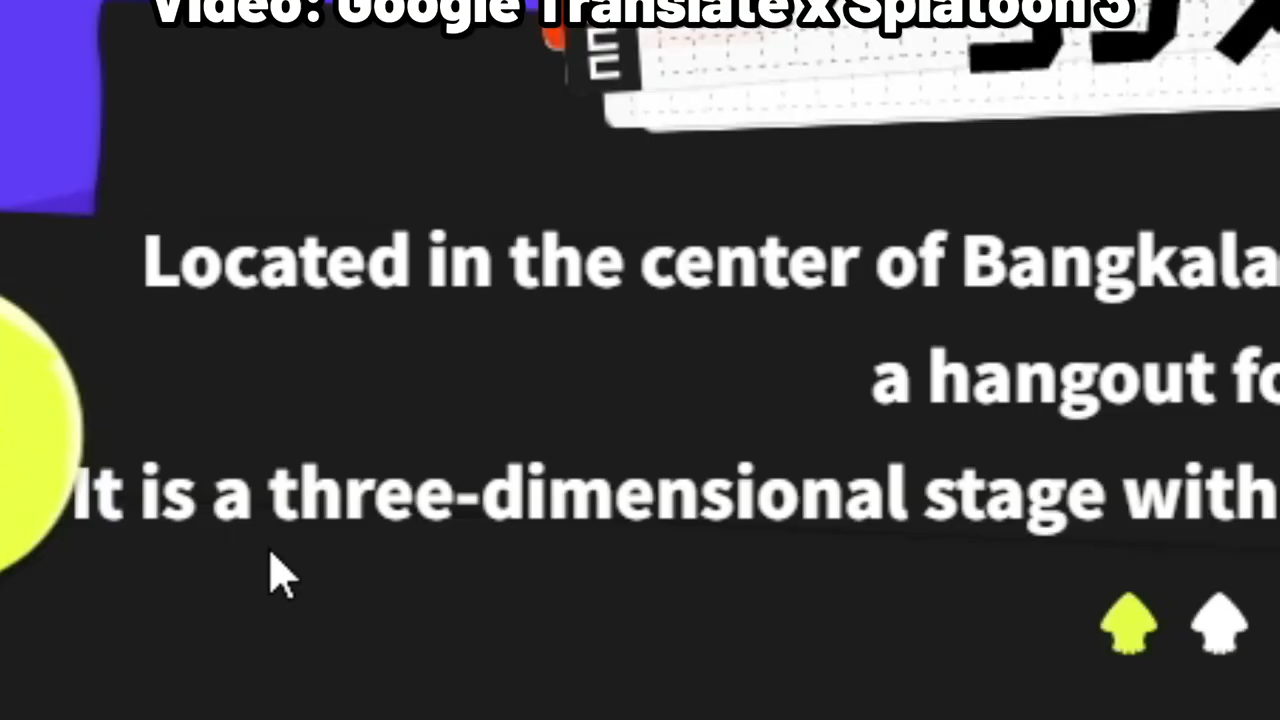 Video: Google Translate x Splatoon 3
Located in the center of Bangkala
a hangout fo
It is a three-dimensional stage with